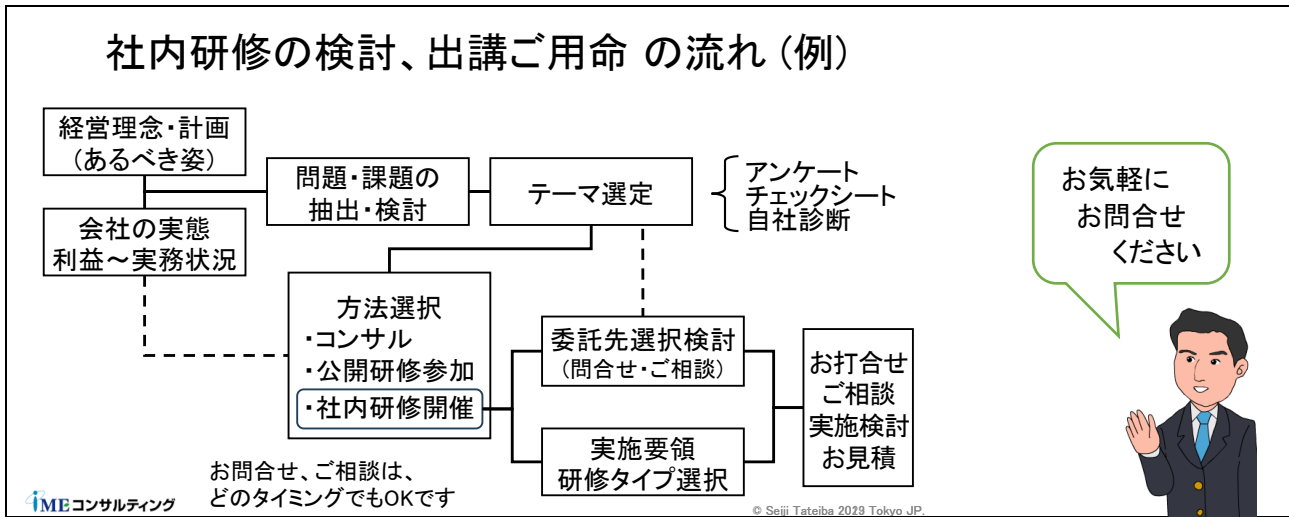 社内研修の検討、出講ご用命 の流れ（例）
経営理念・計画
（あるべき姿）
会社の実態
利益～実務状況
問題・課題の
抽出・検討
テーマ選定
アンケート
チェックシート
自社診断
方法選択
・コンサル
・公開研修参加
・社内研修開催
委託先選択検討
（問合せ・ご相談）
実施要領
研修タイプ選択
お打合せ
ご相談
実施検討
お見積
お気軽に
お問合せ
ください
お問合せ、ご相談は、
どのタイミングでもOKです
iMEコンサルティング
© Seiji Tateiba Tokyo JP.